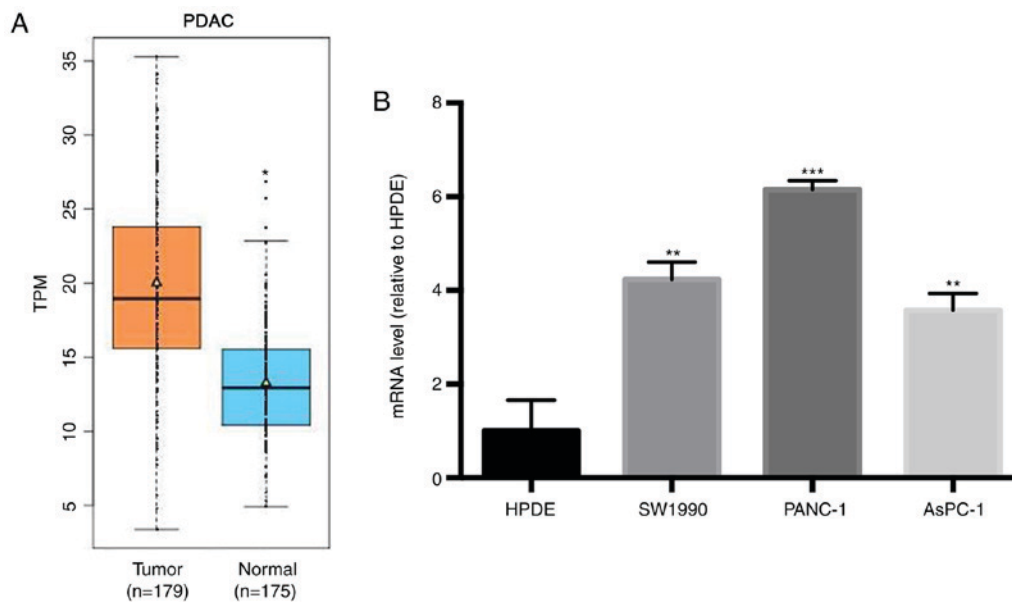 A
PDAC
TPM
35
30
25
20
15
10
5
*
Tumor
(n=179)
Normal
(n=175)
B
mRNA level (relative to HPDE)
8
6
4
2
0
**
***
**
HPDE
SW1990
PANC-1
AsPC-1